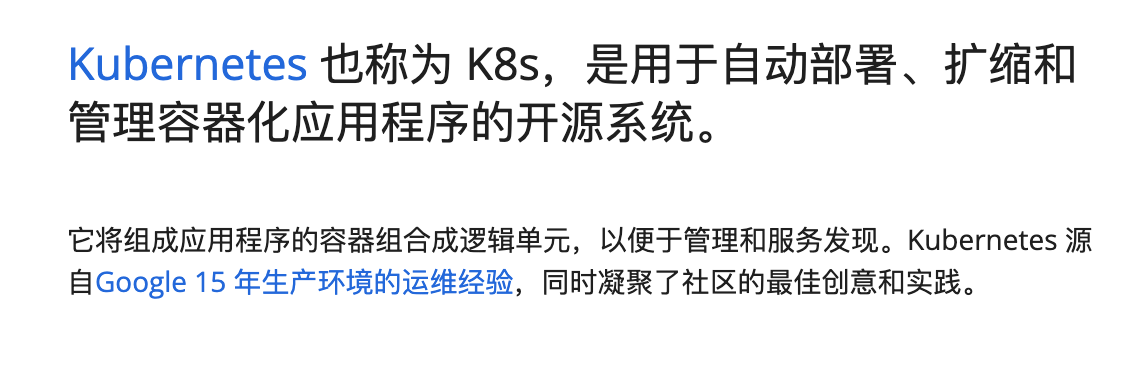 Kubernetes 也称为 K8s，是用于自动部署、扩缩和
管理容器化应用程序的开源系统。
它将组成应用程序的容器组合成逻辑单元，以便于管理和服务发现。Kubernetes 源
自Google 15 年生产环境的运维经验，同时凝聚了社区的最佳创意和实践。